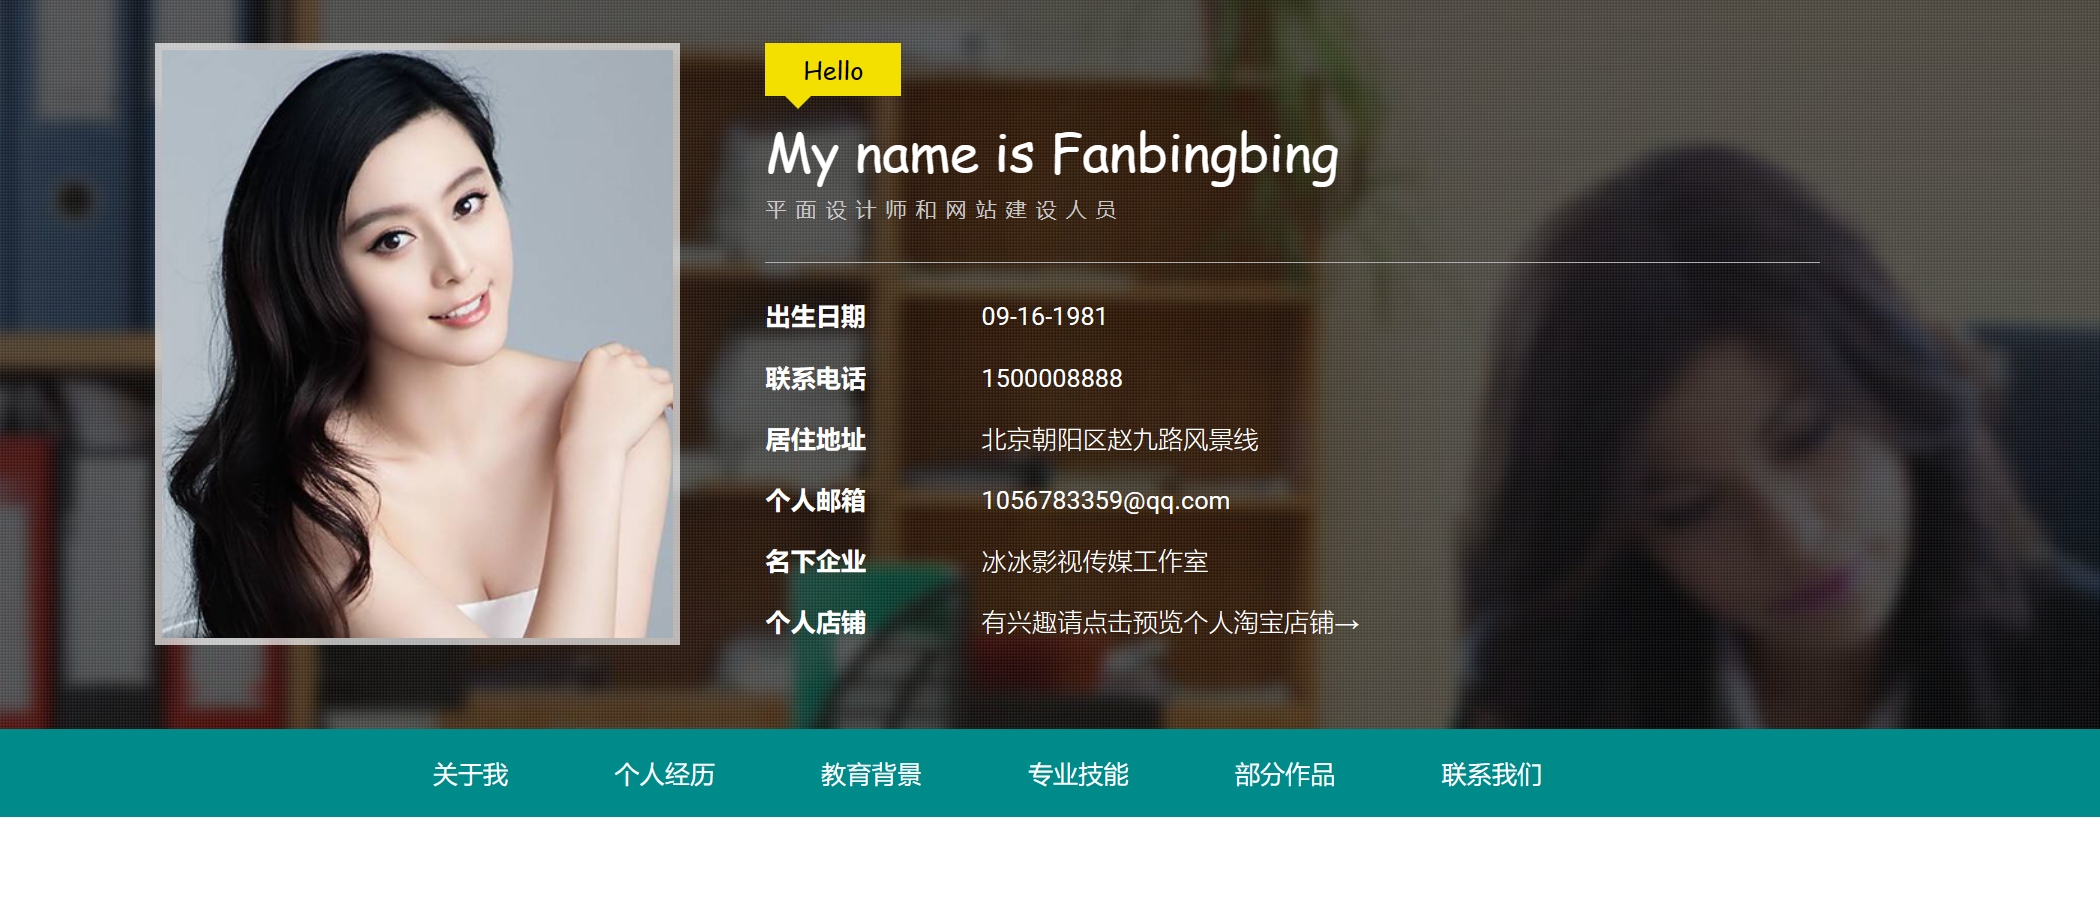 Hello
My name is Fanbingbing
平面设计师和网站建设人员
出生日期 09-16-1981
联系电话 1500008888
居住地址 北京朝阳区赵九路风景线
个人邮箱 1056783359@qq.com
名下企业 冰冰影视传媒工作室
个人店铺 有兴趣请点击预览个人淘宝店铺→
关于我 个人经历 教育背景 专业技能 部分作品 联系我们